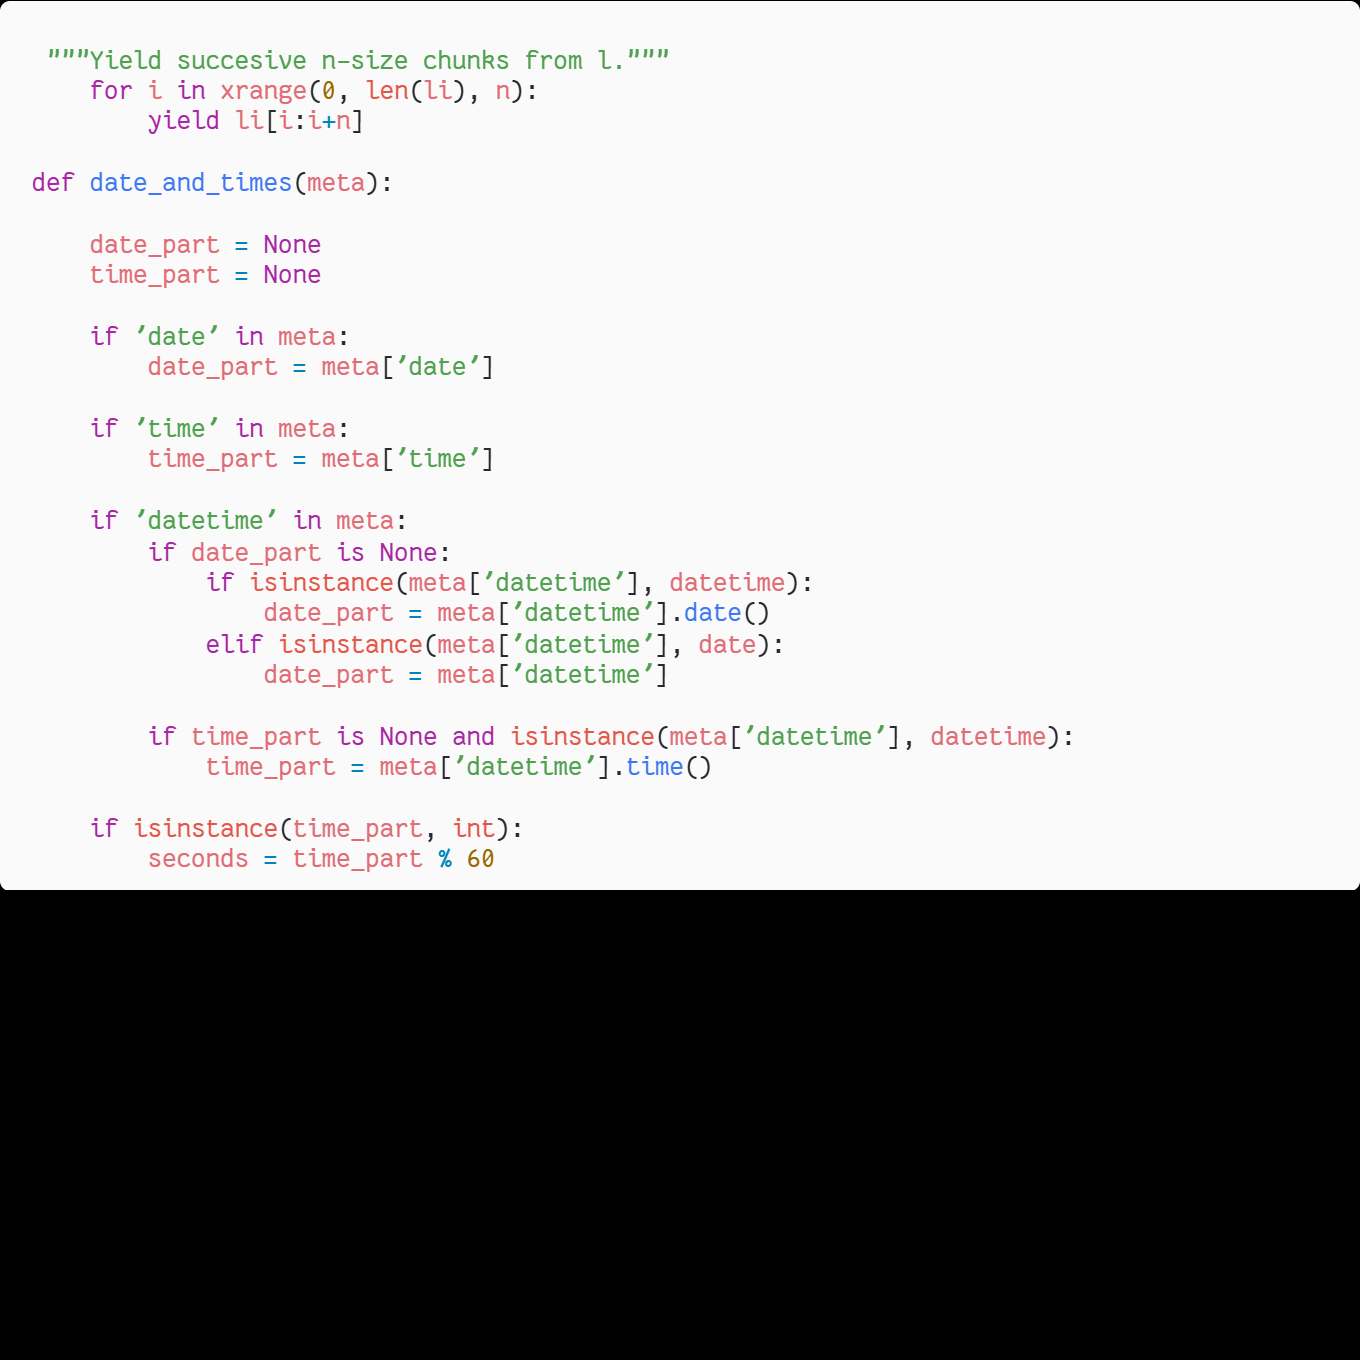 """Yield succesive n-size chunks from l."""
    for i in xrange(0, len(li), n):
        yield li[i:i+n]

def date_and_times(meta):

    date_part = None
    time_part = None

    if 'date' in meta:
        date_part = meta['date']

    if 'time' in meta:
        time_part = meta['time']

    if 'datetime' in meta:
        if date_part is None:
            if isinstance(meta['datetime'], datetime):
                date_part = meta['datetime'].date()
            elif isinstance(meta['datetime'], date):
                date_part = meta['datetime']

        if time_part is None and isinstance(meta['datetime'], datetime):
            time_part = meta['datetime'].time()

    if isinstance(time_part, int):
        seconds = time_part % 60